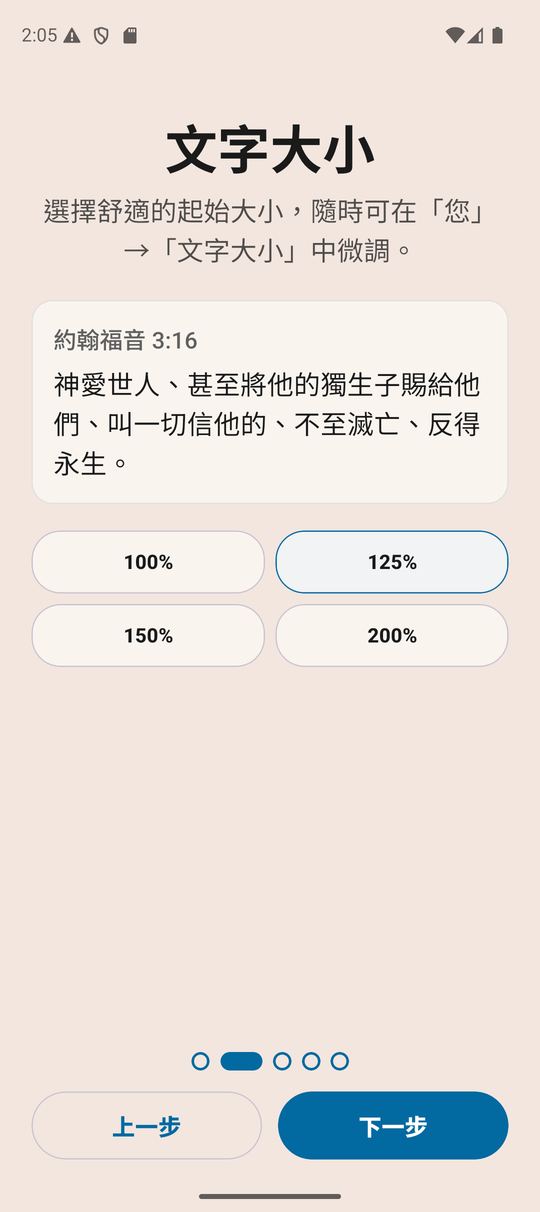 2:05
文字大小
選擇舒適的起始大小，隨時可在「您」
→「文字大小」中微調。
約翰福音 3:16
神愛世人、甚至將他的獨生子賜給他
們、叫一切信他的、不至滅亡、反得
永生。
100%
125%
150%
200%
上一步
下一步